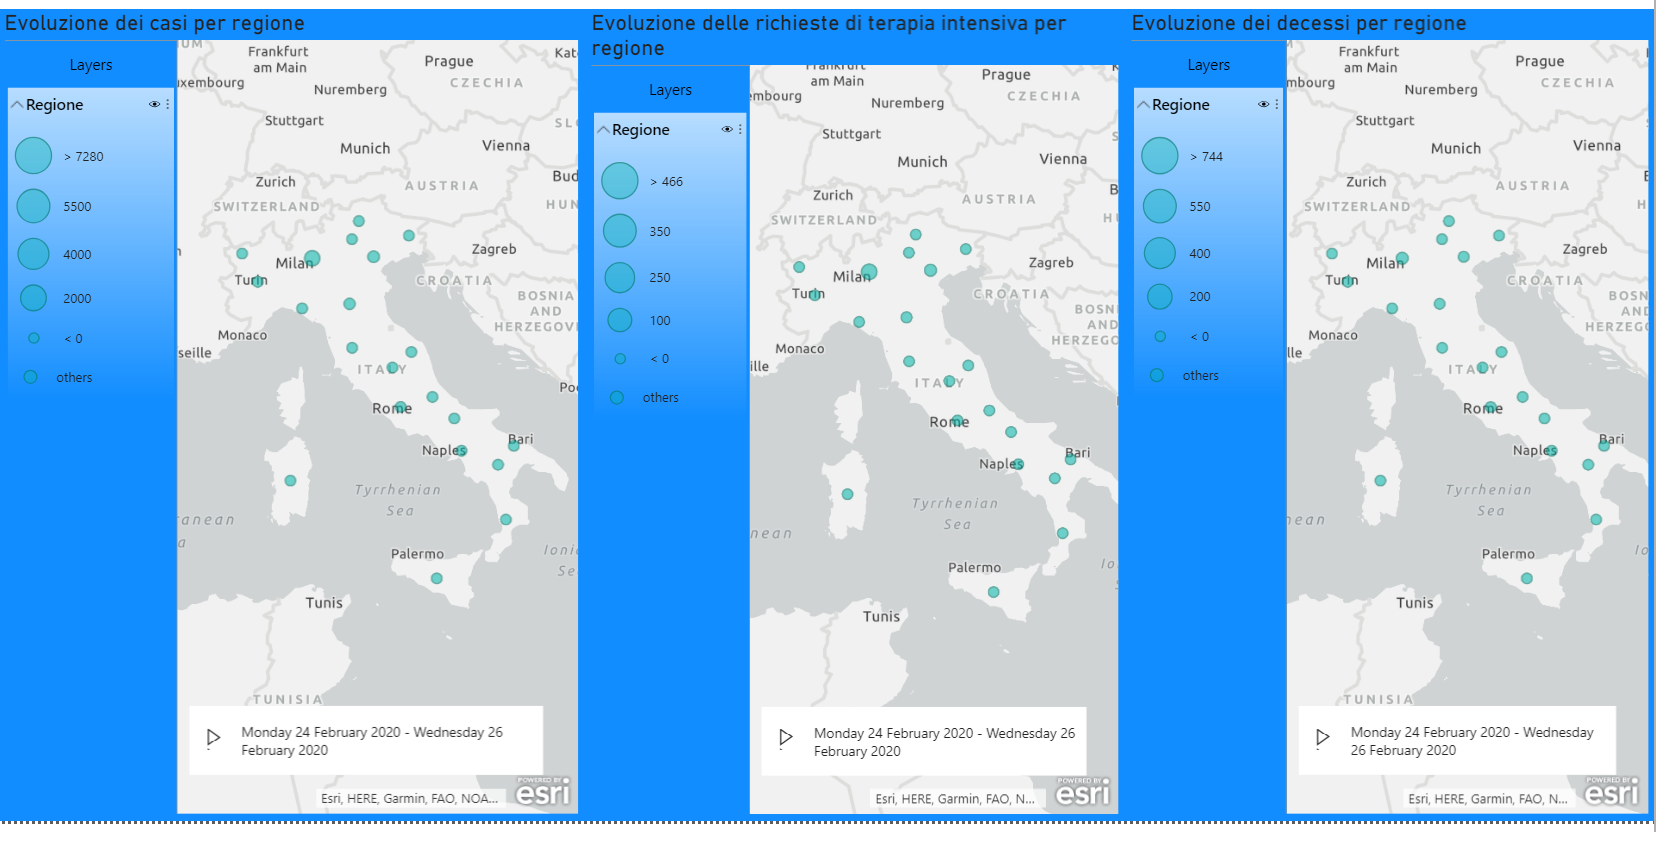 Evoluzione dei casi per regione
Layers
Regione
> 7280
5500
4000
2000
< 0
others
Frankfurt
am Main
Prague
CZECHIA
Nuremberg
Stuttgart
Munich
Vienna
Zurich
AUSTRIA
SWITZERLAND
Zagreb
Milan
Turin
CROATIA
BOSNIA
AND
Monaco
ITALY
Rome
Bari
Naples
Tyrrhenian
Sea
Palermo
Tunis
TUNISIA
Monday 24 February 2020 - Wednesday 26
February 2020
POWERED BY
esri
Esri, HERE, Garmin, FAO, NOA...
Evoluzione delle richieste di terapia intensiva per
regione
Layers
Regione
> 466
350
250
100
< 0
others
am Main
Prague
CZECHIA
Nuremberg
Stuttgart
Munich
Vienna
Zurich
AUSTRIA
SWITZERLAND
Zagreb
Milan
Turin
CROATIA
Monaco
ITALY
Rome
Bari
Naples
Tyrrhenian
Sea
Palermo
Tunis
Monday 24 February 2020 - Wednesday 26
February 2020
POWERED BY
esri
Esri, HERE, Garmin, FAO, N...
Evoluzione dei decessi per regione
Layers
Regione
> 744
550
400
200
< 0
others
Frankfurt
am Main
Prague
CZECHIA
Nuremberg
Stuttgart
Munich
Vienna
Zurich
AUSTRIA
SWITZERLAND
Zagreb
Milan
Turin
CROATIA
Monaco
ITALY
Rome
Bari
Naples
Tyrrhenian
Sea
Palermo
Tunis
TUNISIA
Monday 24 February 2020 - Wednesday
26 February 2020
POWERED BY
esri
Esri, HERE, Garmin, FAO, N...